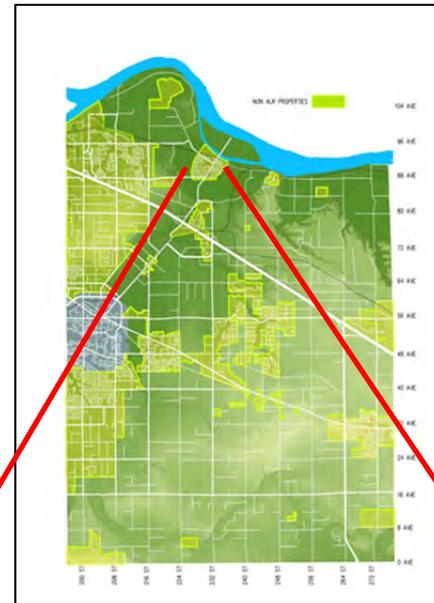 NON ALR PROPERTIES
104 AVE
96 AVE
88 AVE
80 AVE
72 AVE
64 AVE
56 AVE
48 AVE
40 AVE
32 AVE
24 AVE
16 AVE
8 AVE
0 AVE
200 ST
208 ST
216 ST
224 ST
232 ST
240 ST
248 ST
256 ST
264 ST
272 ST